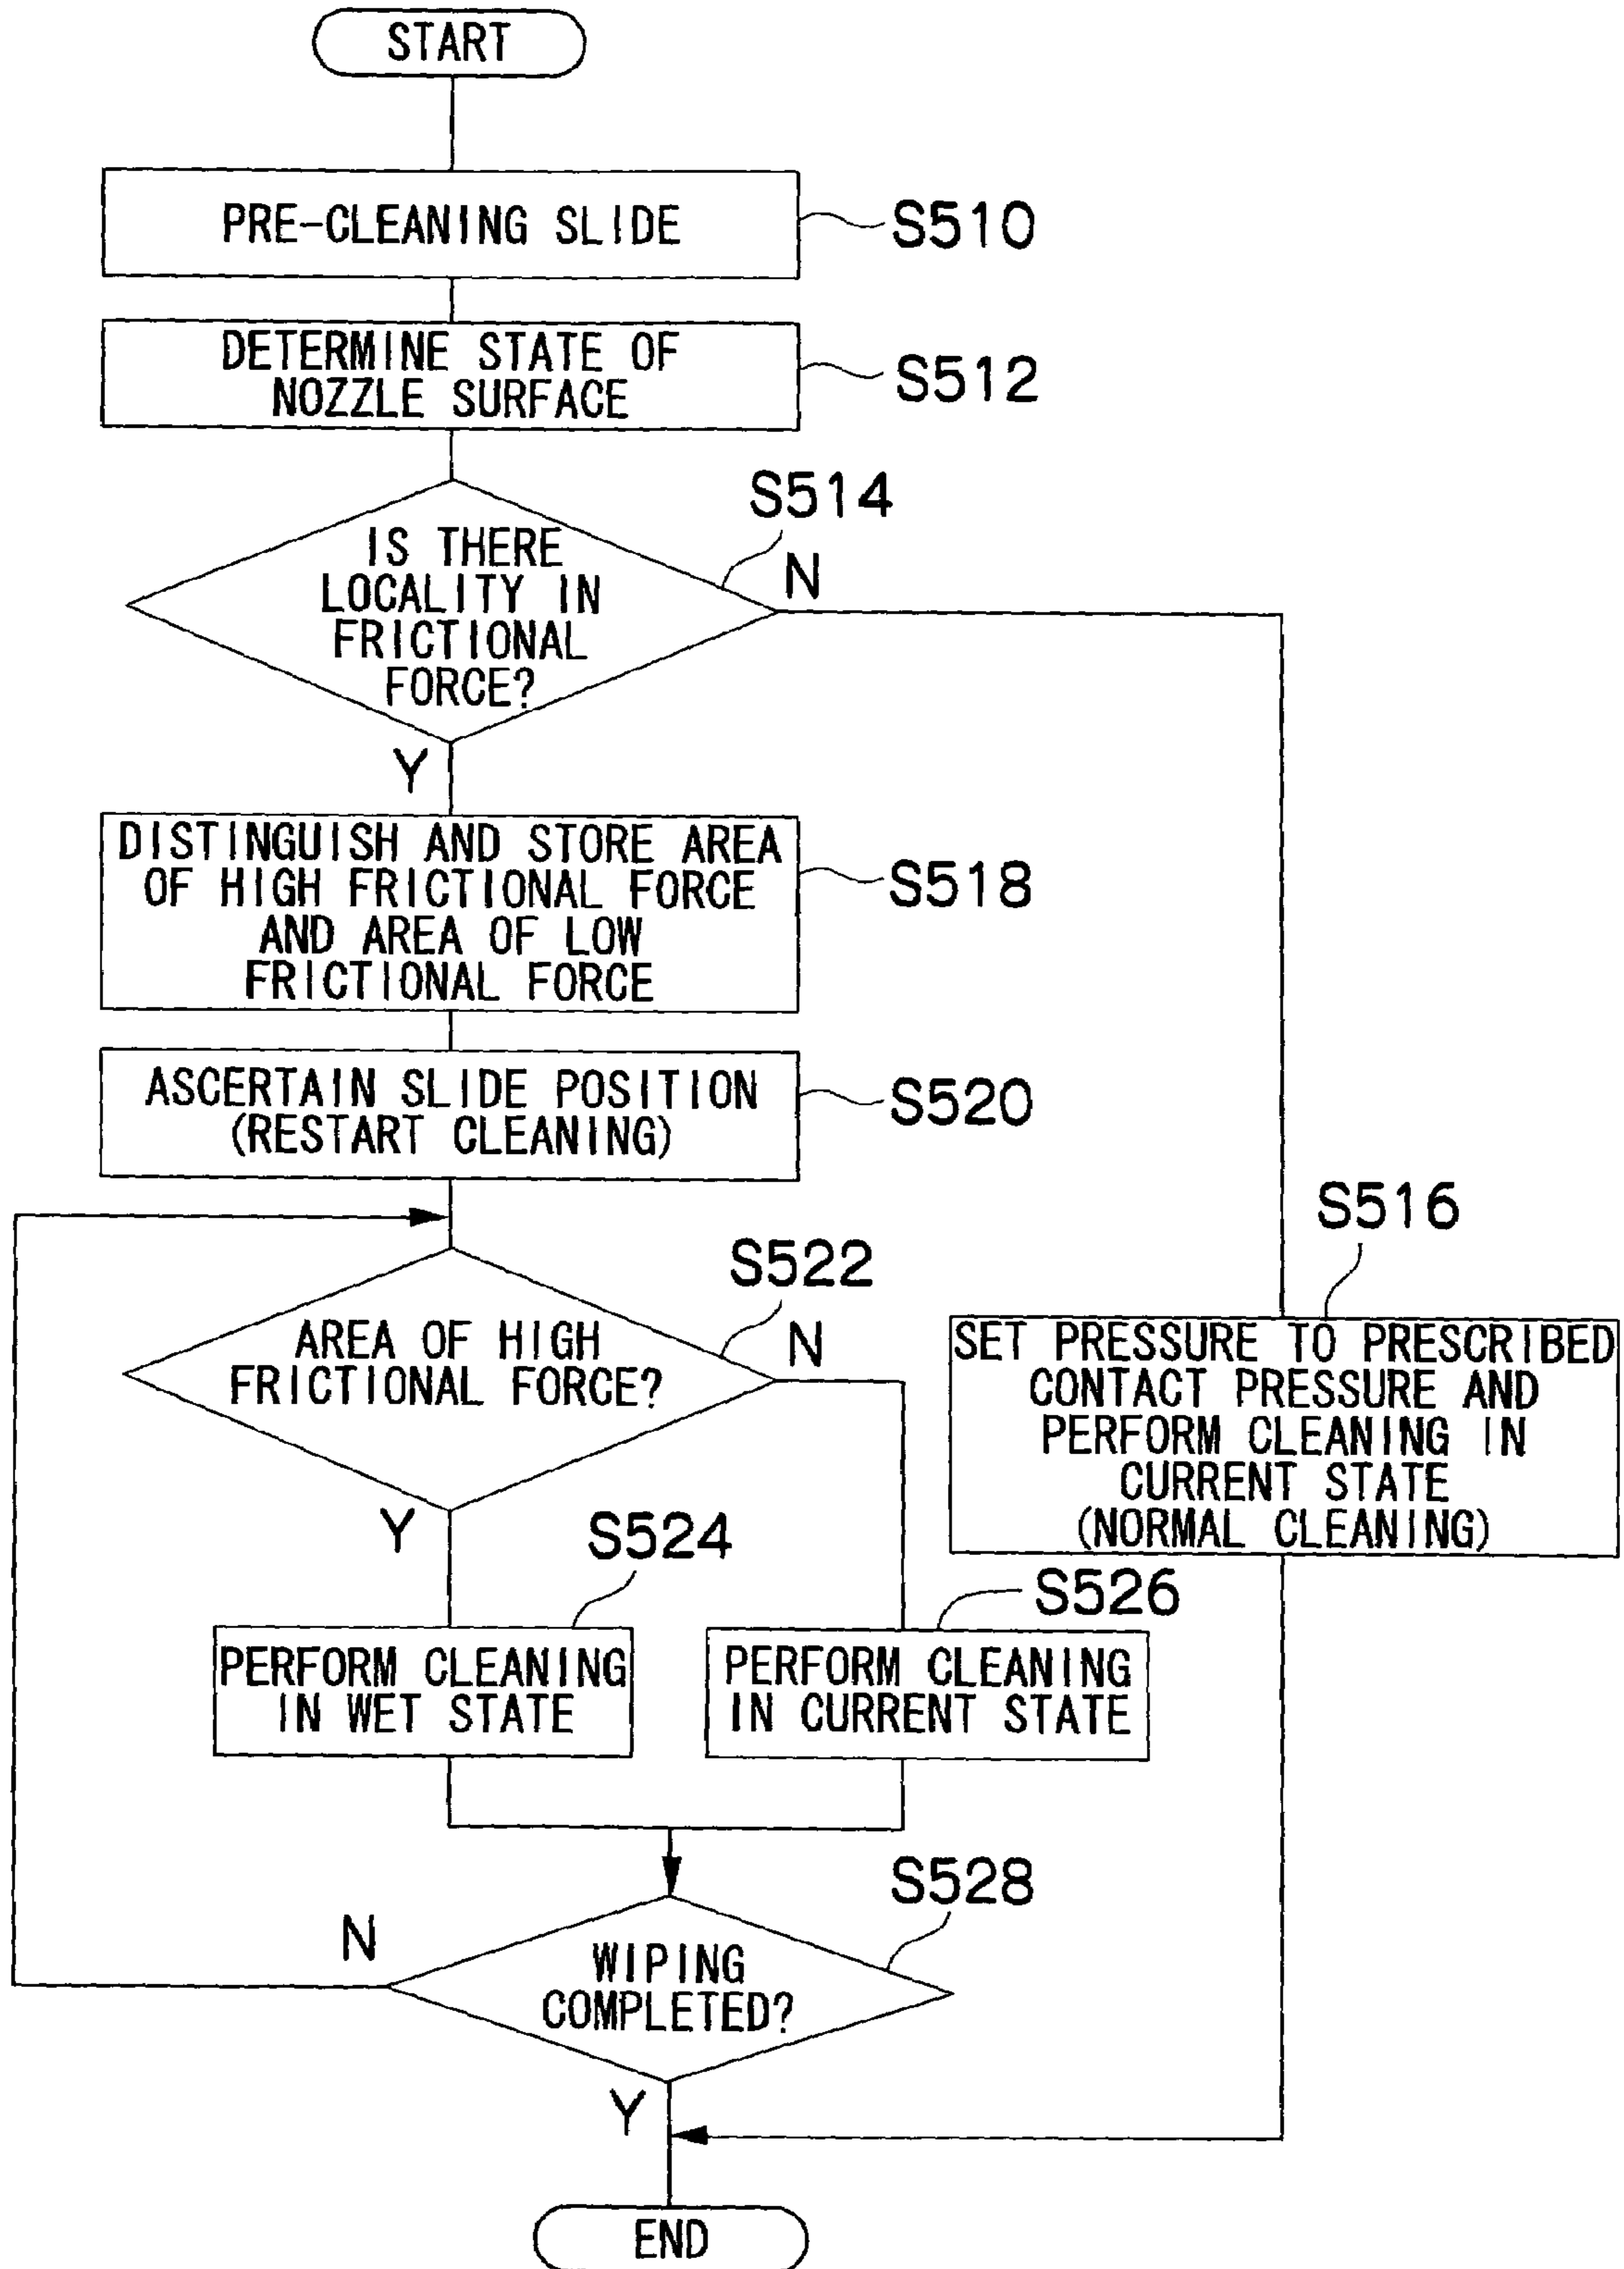 START
PRE-CLEANING SLIDE
S510
DETERMINE STATE OF
NOZZLE SURFACE
S512
S514
IS THERE
LOCALITY IN
FRICTIONAL
FORCE?
N
Y
DISTINGUISH AND STORE AREA
OF HIGH FRICTIONAL FORCE
AND AREA OF LOW
FRICTIONAL FORCE
S518
ASCERTAIN SLIDE POSITION
(RESTART CLEANING)
S520
S516
SET PRESSURE TO PRESCRIBED
CONTACT PRESSURE AND
PERFORM CLEANING IN
CURRENT STATE
(NORMAL CLEANING)
S522
AREA OF HIGH
FRICTIONAL FORCE?
N
Y
S524
PERFORM CLEANING
IN WET STATE
S526
PERFORM CLEANING
IN CURRENT STATE
S528
WIPING
COMPLETED?
N
Y
END